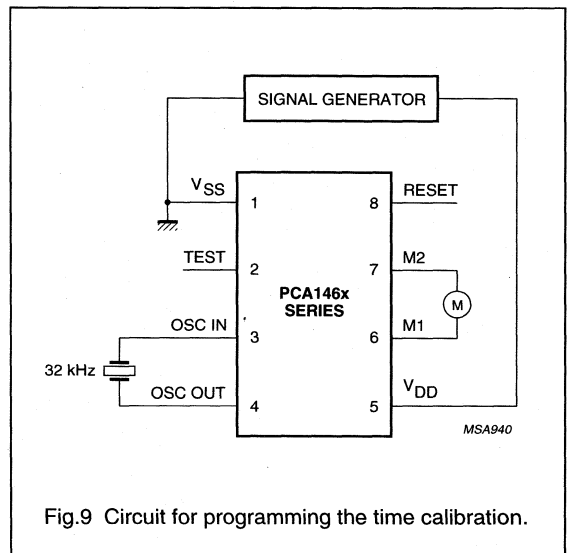 SIGNAL GENERATOR
VSS
1
8
RESET
TEST
2
7
M2
PCA146x
SERIES
M
OSC IN
3
6
M1
32 kHz
OSC OUT
4
5
VDD
MSA940
Fig.9 Circuit for programming the time calibration.